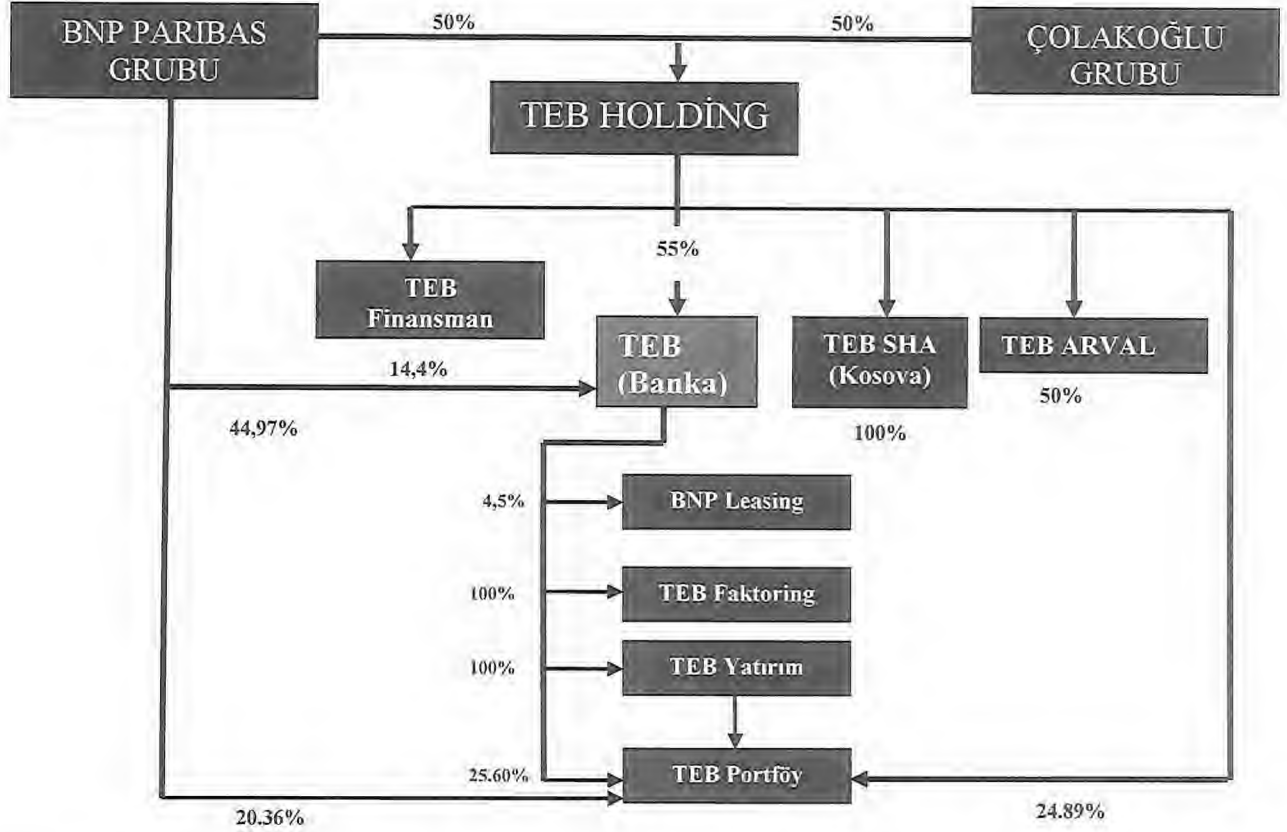 BNP PARIBAS
GRUBU
50%
50%
ÇOLAKOĞLU
GRUBU
TEB HOLDİNG
55%
TEB
Finansman
TEB
(Banka)
TEB SHA
(Kosova)
TEB ARVAL
14,4%
50%
44,97%
100%
4,5%
BNP Leasing
100%
TEB Faktoring
100%
TEB Yatırım
25.60%
TEB Portföy
20.36%
24.89%